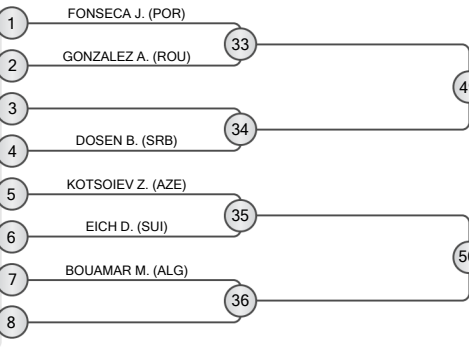 1
FONSECA J. (POR)
33
2
GONZALEZ A. (ROU)
3
34
4
DOSEN B. (SRB)
5
KOTSOIEV Z. (AZE)
35
6
EICH D. (SUI)
7
BOUAMAR M. (ALG)
36
8